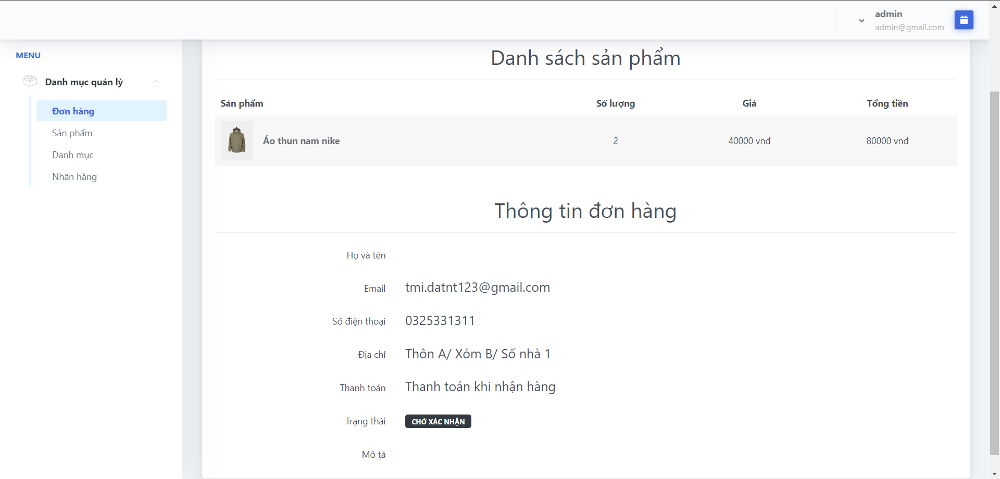 admin
admin@gmail.com
MENU
Danh mục quản lý
Đơn hàng
Sản phẩm
Danh mục
Nhãn hàng
Danh sách sản phẩm
Sản phẩm Số lượng Giá Tổng tiền
Áo thun nam nike 2 40000 vnđ 80000 vnđ
Thông tin đơn hàng
Họ và tên
Email tmi.datnt123@gmail.com
Số điện thoại 0325331311
Địa chỉ Thôn A/ Xóm B/ Số nhà 1
Thanh toán Thanh toán khi nhận hàng
Trạng thái CHỜ XÁC NHẬN
Mô tả